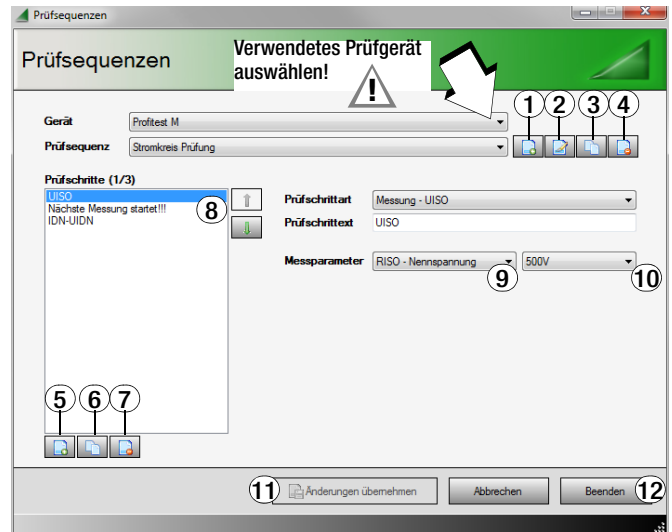 Prüfsequenzen
Prüfsequenzen
Verwendetes Prüfgerät
auswählen!
!
1 2 3 4
Gerät Profitest M
Prüfsequenz Stromkreis Prüfung
Prüfschritte (1/3)
UISO
Nächste Messung startet!!!
IDN-UIDN
8
Prüfschrittart Messung - UISO
Prüfschritttext UISO
Messparameter RISO - Nennspannung 500V
9 10
5 6 7
11 Änderungen übernehmen Abbrechen Beenden 12